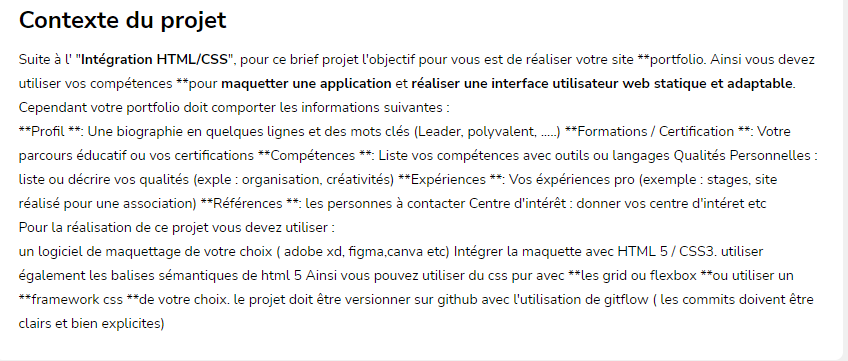 Contexte du projet
Suite à l' "Intégration HTML/CSS", pour ce brief projet l'objectif pour vous est de réaliser votre site **portfolio. Ainsi vous devez
utiliser vos compétences **pour maquetter une application et réaliser une interface utilisateur web statique et adaptable.
Cependant votre portfolio doit comporter les informations suivantes :
**Profil **: Une biographie en quelques lignes et des mots clés (Leader, polyvalent, .....) **Formations / Certification **: Votre
parcours éducatif ou vos certifications **Compétences **: Liste vos compétences avec outils ou langages Qualités Personnelles :
liste ou décrire vos qualités (exple : organisation, créativités) **Expériences **: Vos éxpériences pro (exemple : stages, site
réalisé pour une association) **Références **: les personnes à contacter Centre d'intérêt : donner vos centre d'intéret etc
Pour la réalisation de ce projet vous devez utiliser :
un logiciel de maquettage de votre choix ( adobe xd, figma,canva etc) Intégrer la maquette avec HTML 5 / CSS3. utiliser
également les balises sémantiques de html 5 Ainsi vous pouvez utiliser du css pur avec **les grid ou flexbox **ou utiliser un
**framework css **de votre choix. le projet doit être versionner sur github avec l'utilisation de gitflow ( les commits doivent être
clairs et bien explicites)